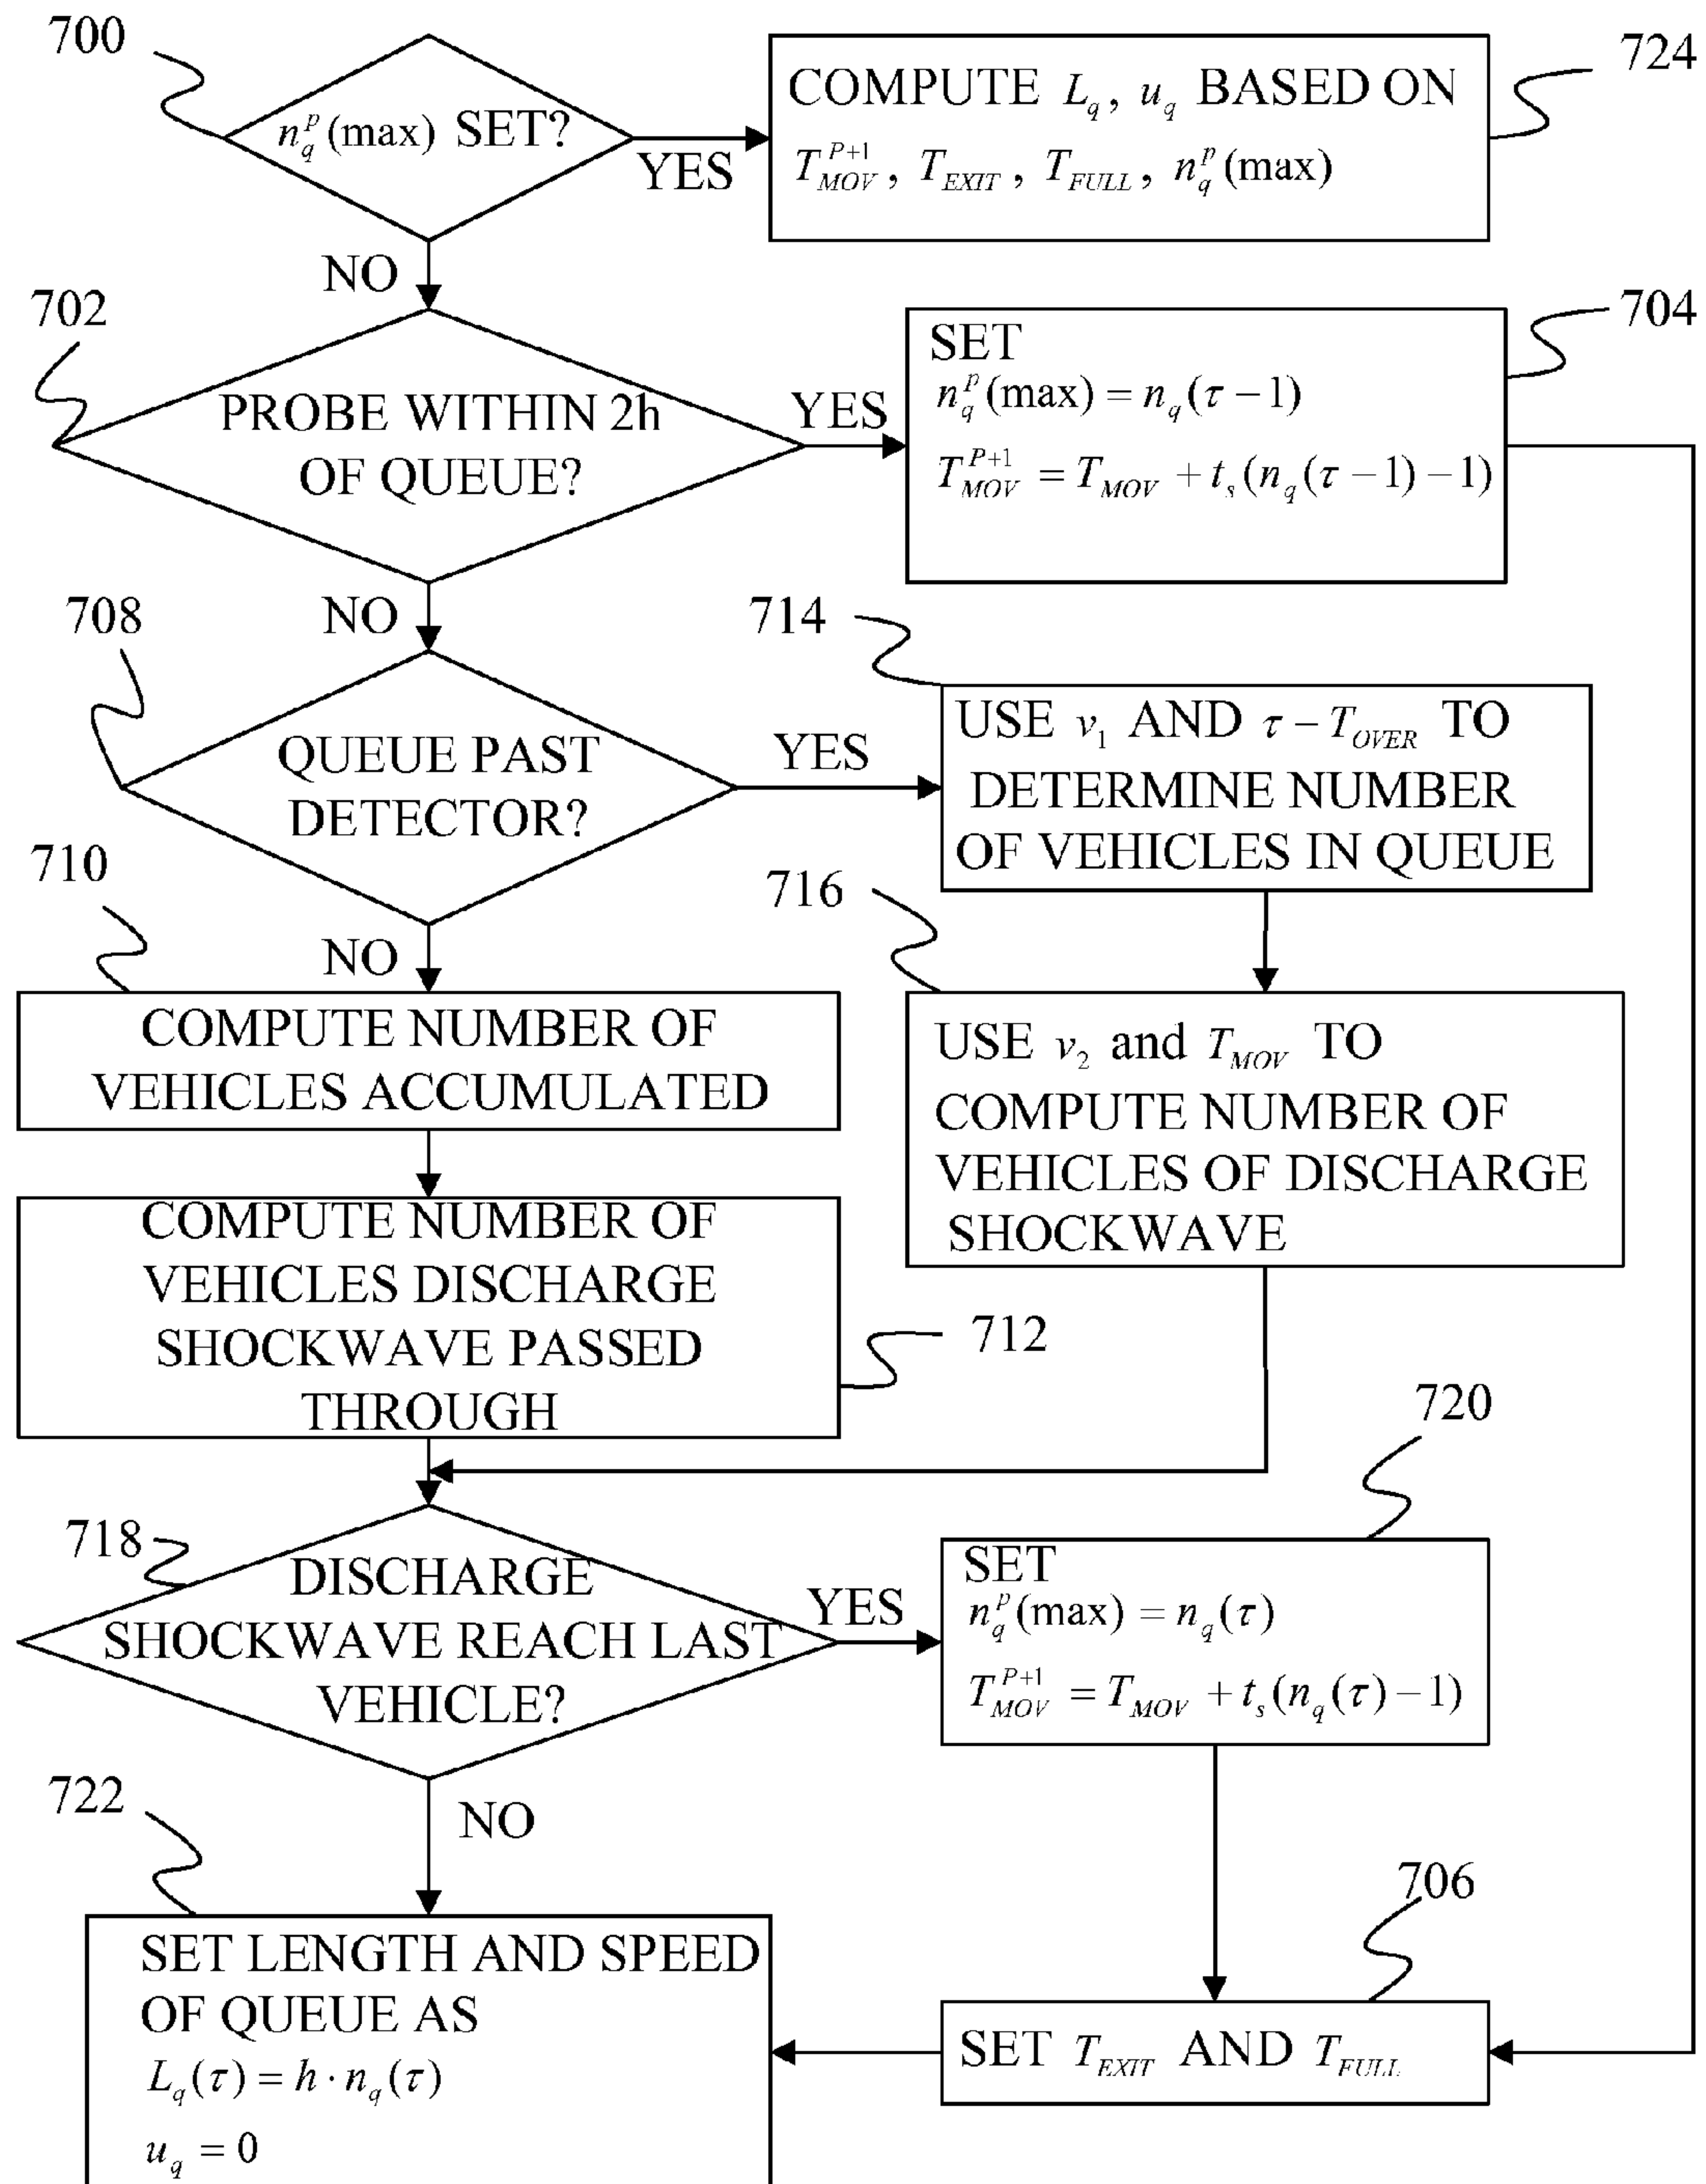 700
n_q^p(max) SET?
YES
NO
COMPUTE L_q, u_q BASED ON
T_MOV^{P+1}, T_EXIT, T_FULL, n_q^p(max)
724
702
PROBE WITHIN 2h
OF QUEUE?
YES
NO
SET
n_q^p(max) = n_q(τ−1)
T_MOV^{P+1} = T_MOV + t_s(n_q(τ−1)−1)
704
708
QUEUE PAST
DETECTOR?
YES
NO
714
USE v_1 AND τ − T_OVER TO
DETERMINE NUMBER
OF VEHICLES IN QUEUE
710
COMPUTE NUMBER OF
VEHICLES ACCUMULATED
716
USE v_2 and T_MOV TO
COMPUTE NUMBER OF
VEHICLES OF DISCHARGE
SHOCKWAVE
COMPUTE NUMBER OF
VEHICLES DISCHARGE
SHOCKWAVE PASSED
THROUGH
712
718
DISCHARGE
SHOCKWAVE REACH LAST
VEHICLE?
YES
NO
720
SET
n_q^p(max) = n_q(τ)
T_MOV^{P+1} = T_MOV + t_s(n_q(τ)−1)
722
SET LENGTH AND SPEED
OF QUEUE AS
L_q(τ) = h · n_q(τ)
u_q = 0
706
SET T_EXIT AND T_FULL